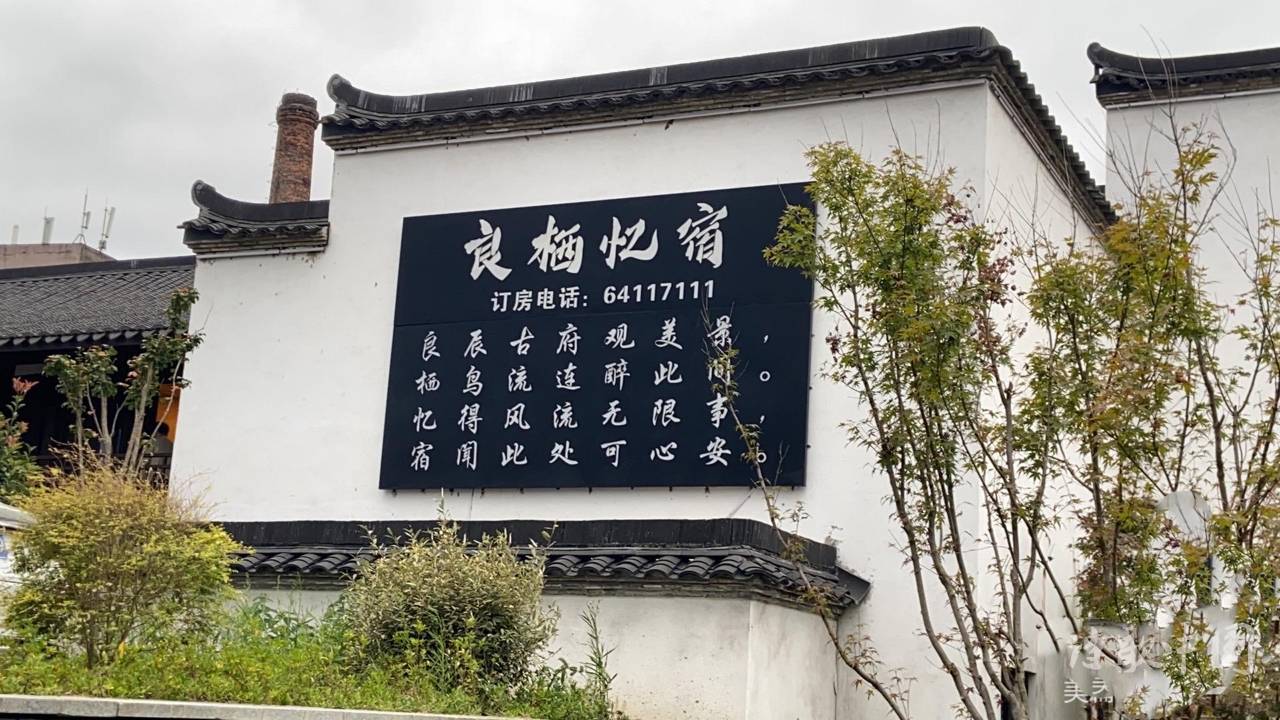 良栖忆宿
订房电话：64117111
良辰古府观美景，
栖鸟流连醉此间。
忆得风流无限事，
宿闻此处可心安。